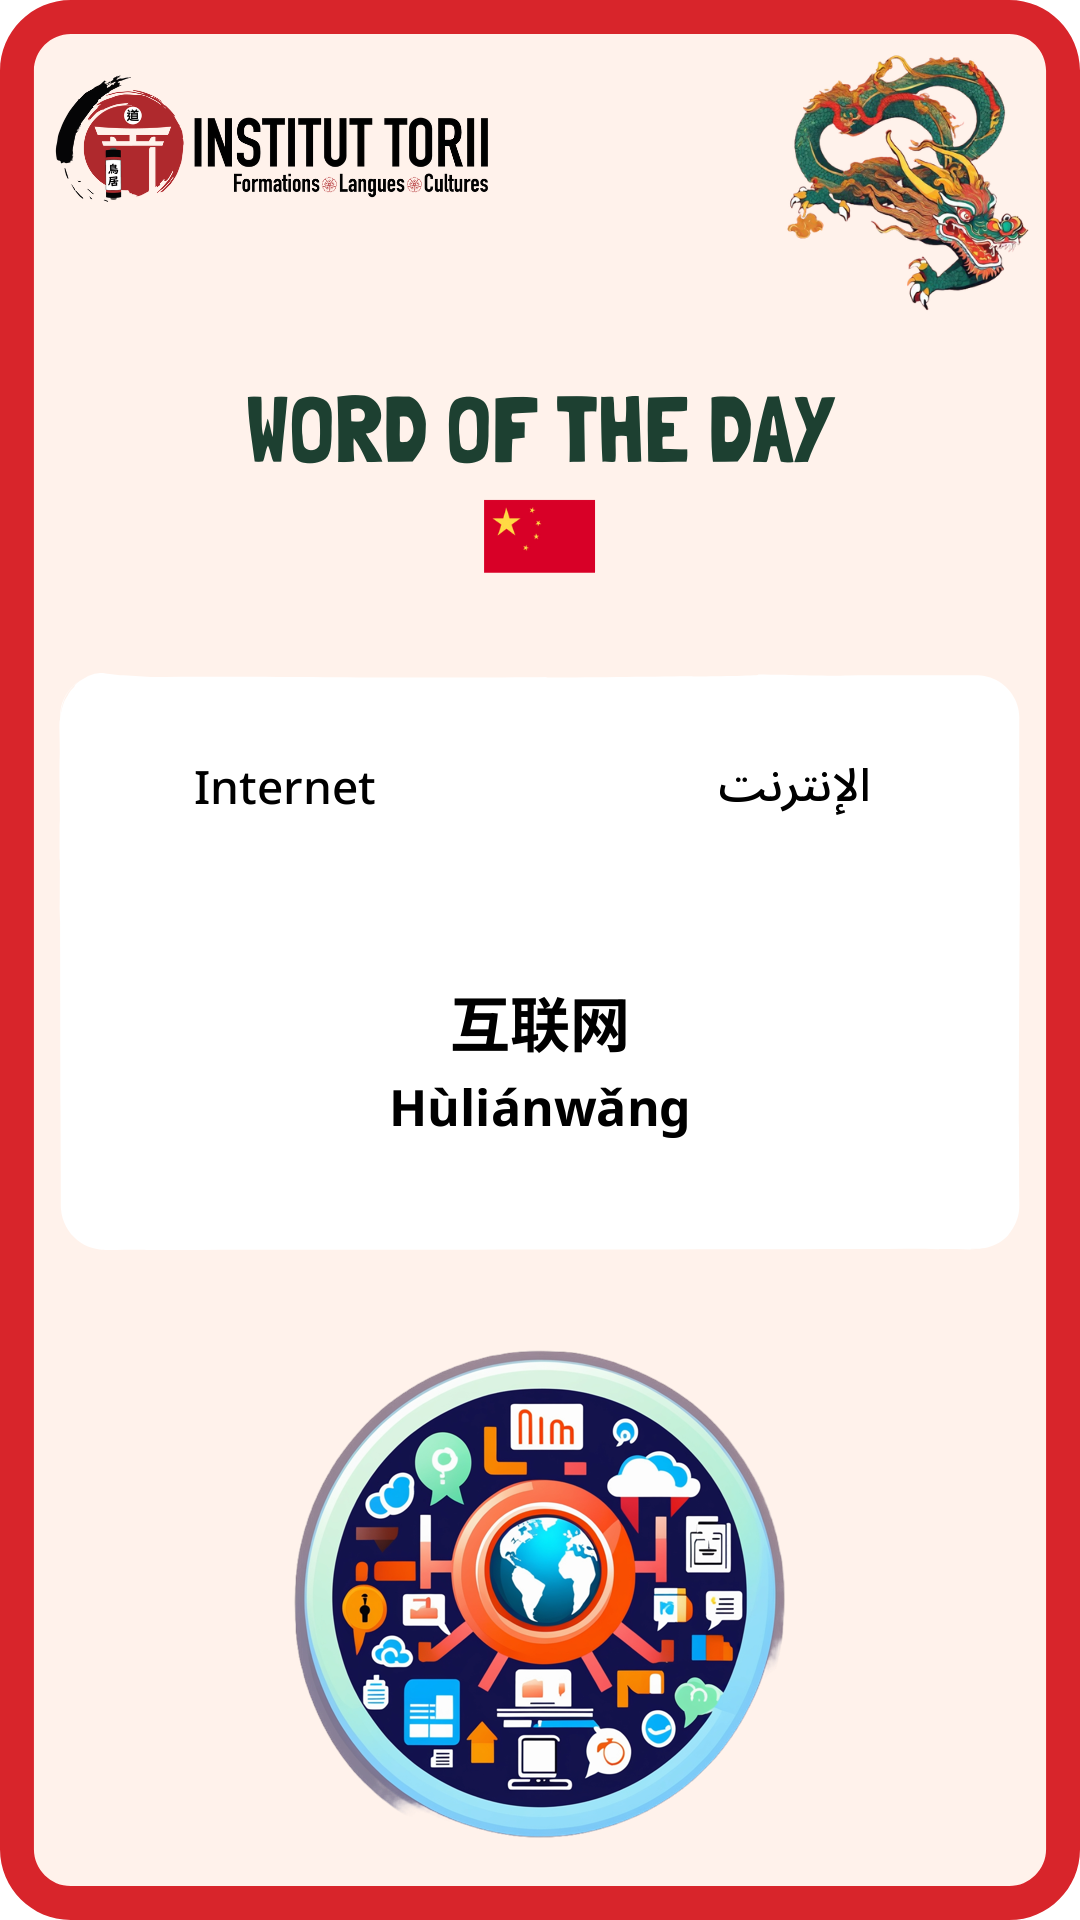 道
鳥居
INSTITUT TORII
Formations Langues Cultures
WORD OF THE DAY
Internet
الإنترنت
互联网
Hùliánwǎng